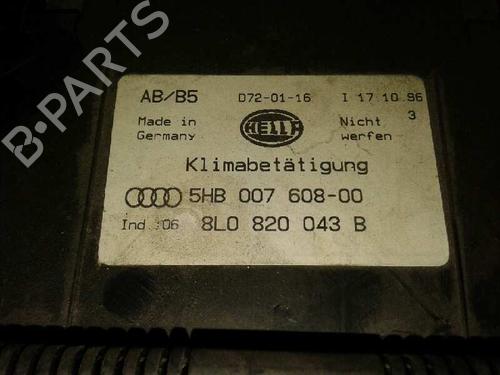 AB/B5 D72-01-16 I 17.10.96
Made in Germany HELLA Nicht werfen 3
Klimabetätigung
5HB 007 608-00
Ind.:06 8L0 820 043 B
B-PARTS